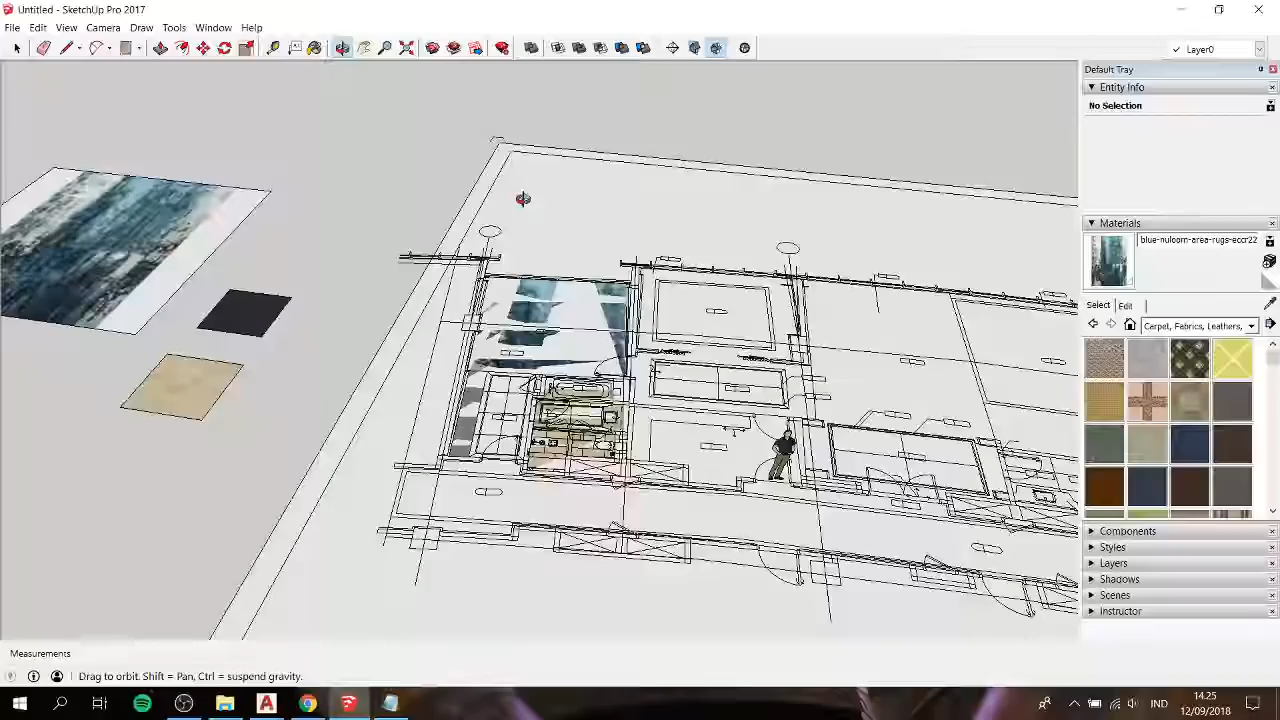 Untitled - SketchUp Pro 2017
File Edit View Camera Draw Tools Window Help
Layer0
Default Tray
Entity Info
No Selection
Materials
blue-nuloom-area-rugs-eccr22
Select Edit
Carpet, Fabrics, Leathers,
Components
Styles
Layers
Shadows
Scenes
Instructor
Measurements
Drag to orbit. Shift = Pan, Ctrl = suspend gravity.
IND
14.25
12/09/2018